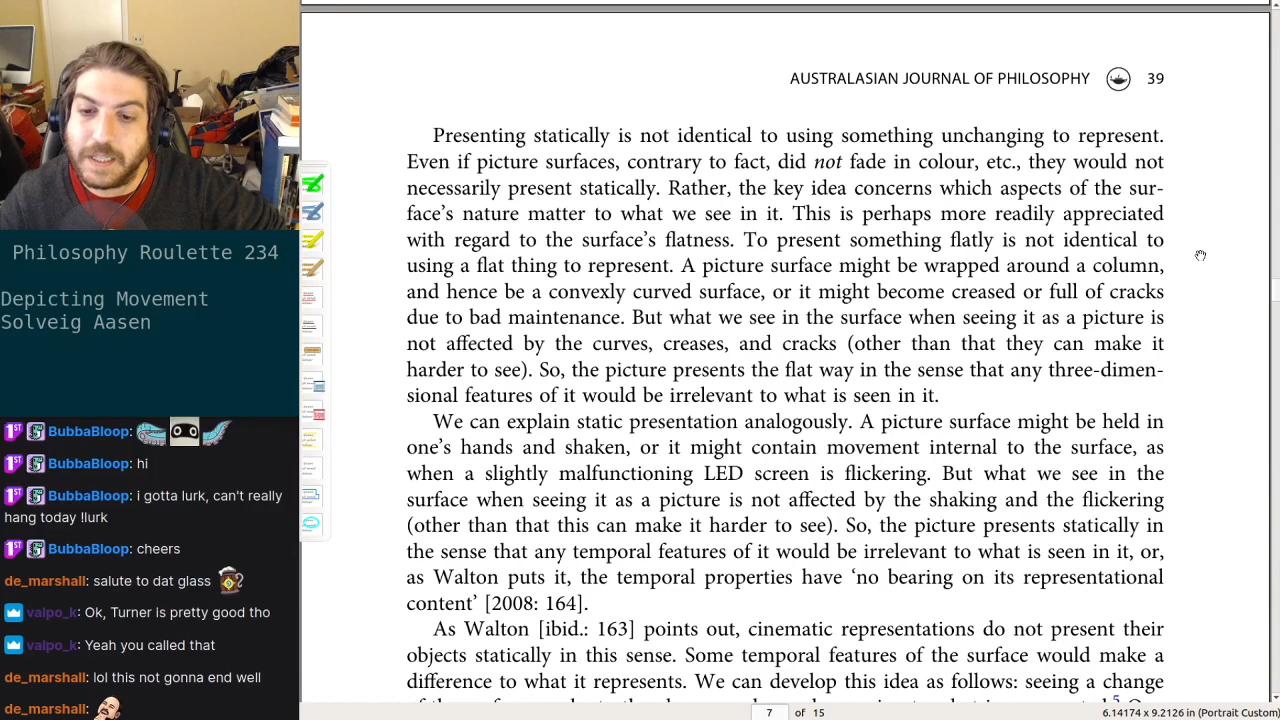 AUSTRALASIAN JOURNAL OF PHILOSOPHY 39
Presenting statically is not identical to using something unchanging to represent.
Even if picture surfaces, contrary to fact, did not fade in colour, say, they would not
necessarily present statically. Rather, the key idea concerns which aspects of the sur-
face's nature matter to what we see in it. This is perhaps more readily appreciated
with regard to the surface's flatness. To present something flatly is not identical to
using a flat thing to represent. A picture surface might be wrapped around a column,
and hence be a convexly curved surface, or it might become creased or full of cracks
due to bad maintenance. But what we see in the surface when seeing it as a picture is
not affected by the curves, creases, and cracks (other than that they can make it
harder to see). So, the picture presents the flat way in the sense that any three-dimen-
sional features of it would be irrelevant to what is seen in it.
We can explain static presentation analogously. A picture surface might be held in
one's hands and shaken, or it might contain movement internal to the surface, as
when a slightly malfunctioning LED screen is flickering. But what we see in the
surface when seeing it as a picture is not affected by the shaking and the flickering
(other than that they can make it harder to see). So, the picture presents statically in
the sense that any temporal features of it would be irrelevant to what is seen in it, or,
as Walton puts it, the temporal properties have 'no bearing on its representational
content' [2008: 164].
As Walton [ibid.: 163] points out, cinematic representations do not present their
objects statically in this sense. Some temporal features of the surface would make a
difference to what it represents. We can develop this idea as follows: seeing a change
Philosophy Roulette 234
Depicting Movement
Solveig Aasen
BubbaBloop:
BubbaBloop: hi
BubbaBloop: i gotta lurk, can't really
hang today !lurk
BubbaBloop: cheers
de_marshall: salute to dat glass
valpo_k: Ok, Turner is pretty good tho
valpo_k: Yeah you called that
de_marshall: lol this not gonna end well
de_marshall:
7 of 15 6.14174 x 9.2126 in (Portrait Custom)